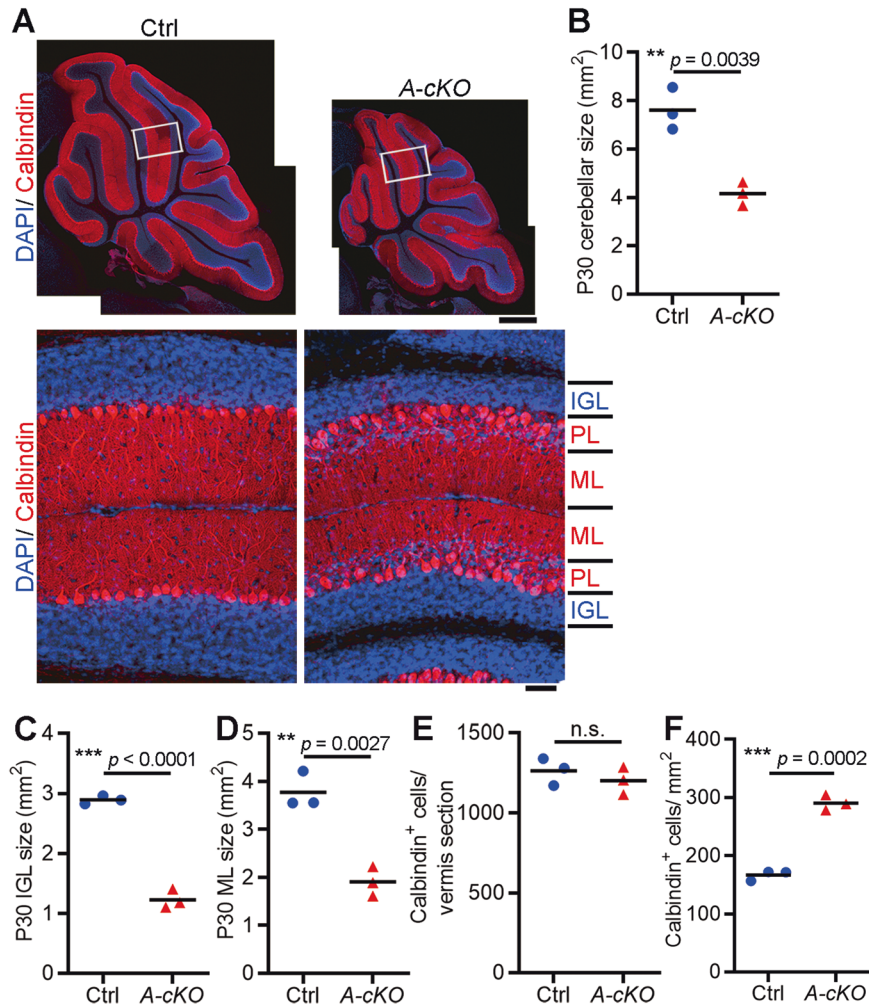 A
Ctrl
A-cKO
DAPI/ Calbindin
DAPI/ Calbindin
IGL
PL
ML
ML
PL
IGL
B
P30 cerebellar size (mm²)
10
8
6
4
2
0
** p = 0.0039
Ctrl
A-cKO
C
P30 IGL size (mm²)
4
3
2
1
0
*** p < 0.0001
Ctrl
A-cKO
D
P30 ML size (mm²)
5
4
3
2
1
0
** p = 0.0027
Ctrl
A-cKO
E
Calbindin⁺ cells/
vermis section
1500
1000
500
0
n.s.
Ctrl
A-cKO
F
Calbindin⁺ cells/ mm²
400
300
200
100
0
*** p = 0.0002
Ctrl
A-cKO